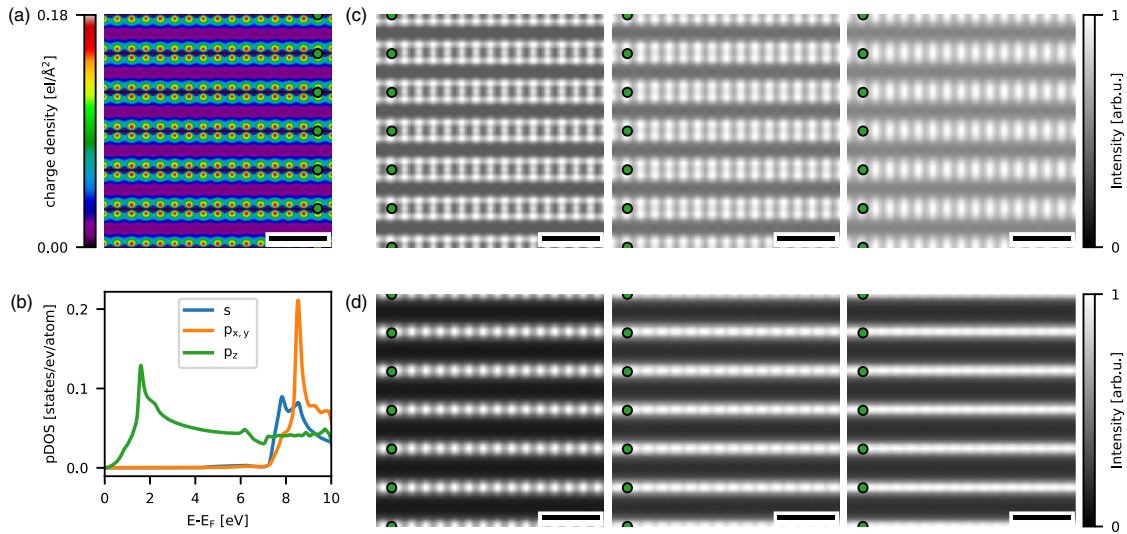 (a)
0.18
charge density [el/Å²]
0.00
(b)
pDOS [states/ev/atom]
0.2
0.1
0.0
s
pₓ,ᵧ
p_z
0
2
4
6
8
10
E-E_F [eV]
(c)
1
Intensity [arb.u.]
0
(d)
1
Intensity [arb.u.]
0